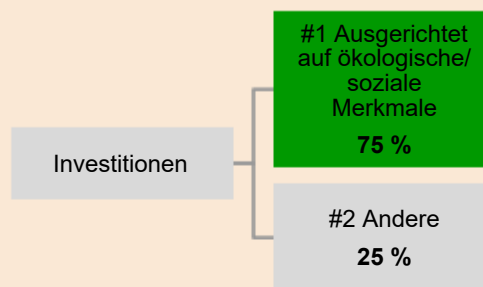 #1 Ausgerichtet
auf ökologische/
soziale
Merkmale
75 %
Investitionen
#2 Andere
25 %